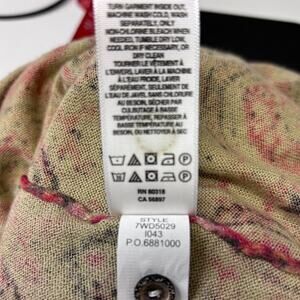 TURN GARMENT INSIDE OUT,
MACHINE WASH COLD, WASH
SEPARATELY, ONLY
NON-CHLORINE BLEACH WHEN
NEEDED, TUMBLE DRY LOW,
COOL IRON IF NECESSARY, OR
DRY CLEAN
TOURNER LE VÊTEMENT À
L'ENVERS, LAVER À LA MACHINE
À L'EAU FROIDE, LAVER
SÉPARÉMENT, SEULEMENT DE
L'EAU DE JAVEL SANS CHLORURE
AU BESOIN, SÉCHER PAR
CULBUTAGE À BASSE
TEMPÉRATURE, REPASSER À
BASSE TEMPÉRATURE AU
BESOIN, OU NETTOYER À SEC
RN 80318
CA 56897
STYLE
7WD5029
I043
P.O.6881000